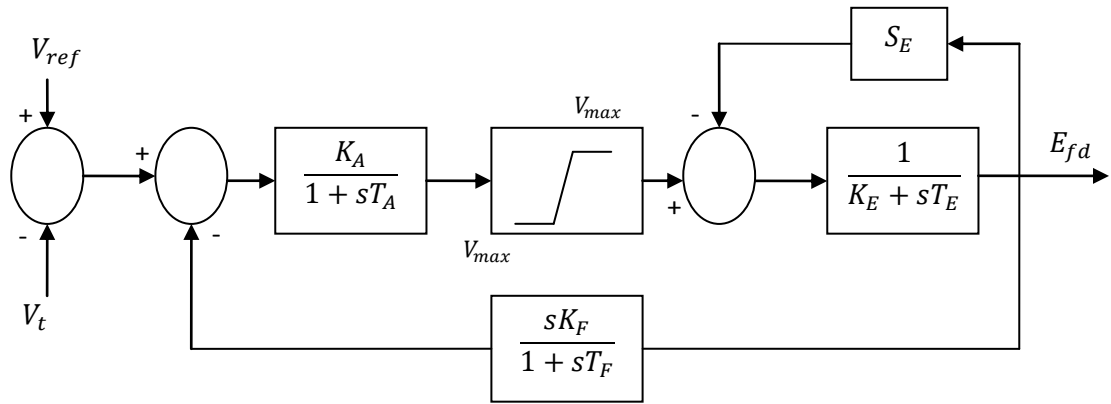 S_E
V_ref
V_max
+
-
+
K_A
1 + sT_A
-
1
K_E + sT_E
E_fd
+
-
-
V_max
V_t
sK_F
1 + sT_F